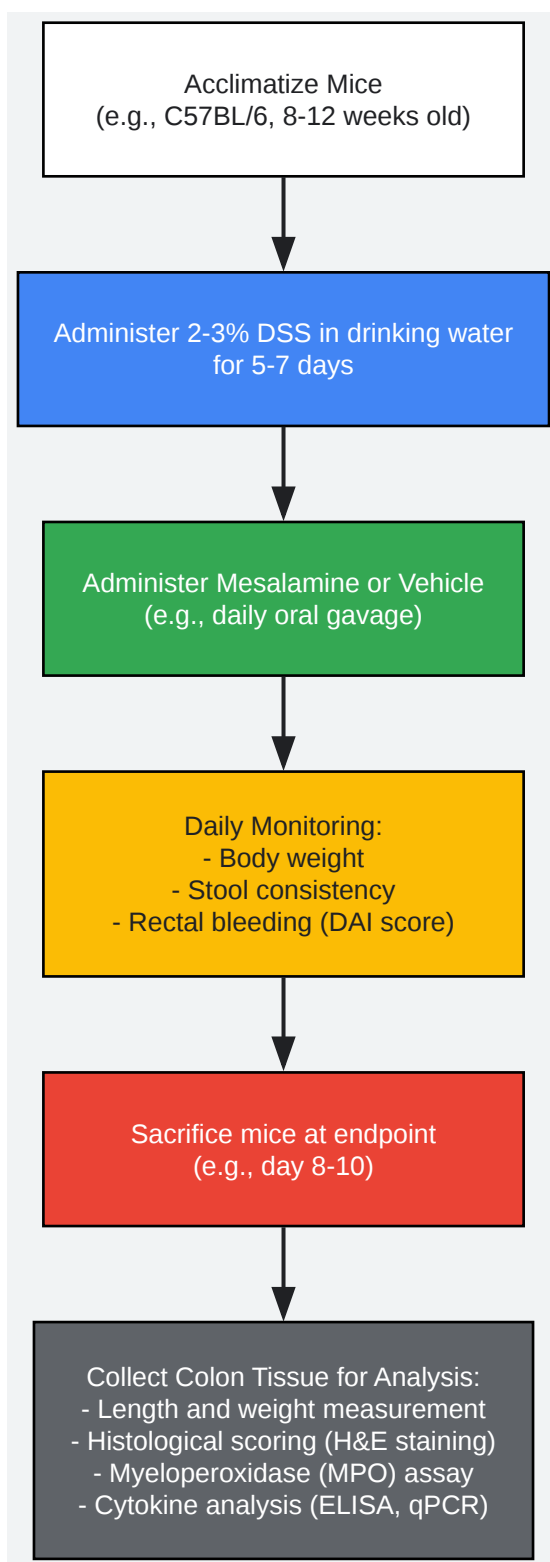 Acclimatize Mice
(e.g., C57BL/6, 8-12 weeks old)
Administer 2-3% DSS in drinking water
for 5-7 days
Administer Mesalamine or Vehicle
(e.g., daily oral gavage)
Daily Monitoring:
- Body weight
- Stool consistency
- Rectal bleeding (DAI score)
Sacrifice mice at endpoint
(e.g., day 8-10)
Collect Colon Tissue for Analysis:
- Length and weight measurement
- Histological scoring (H&E staining)
- Myeloperoxidase (MPO) assay
- Cytokine analysis (ELISA, qPCR)